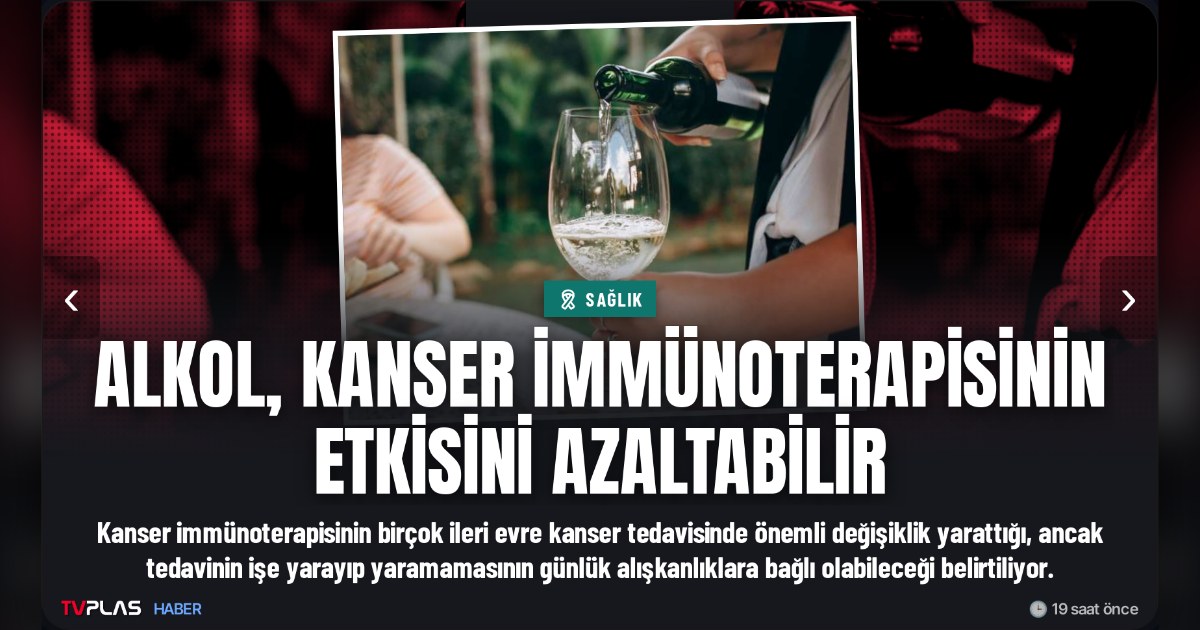 SAĞLIK
ALKOL, KANSER İMMÜNOTERAPİSİNİN
ETKİSİNİ AZALTABİLİR
Kanser immünoterapisinin birçok ileri evre kanser tedavisinde önemli değişiklik yarattığı, ancak
tedavinin işe yarayıp yaramamasının günlük alışkanlıklara bağlı olabileceği belirtiliyor.
TVPLAS HABER
19 saat önce